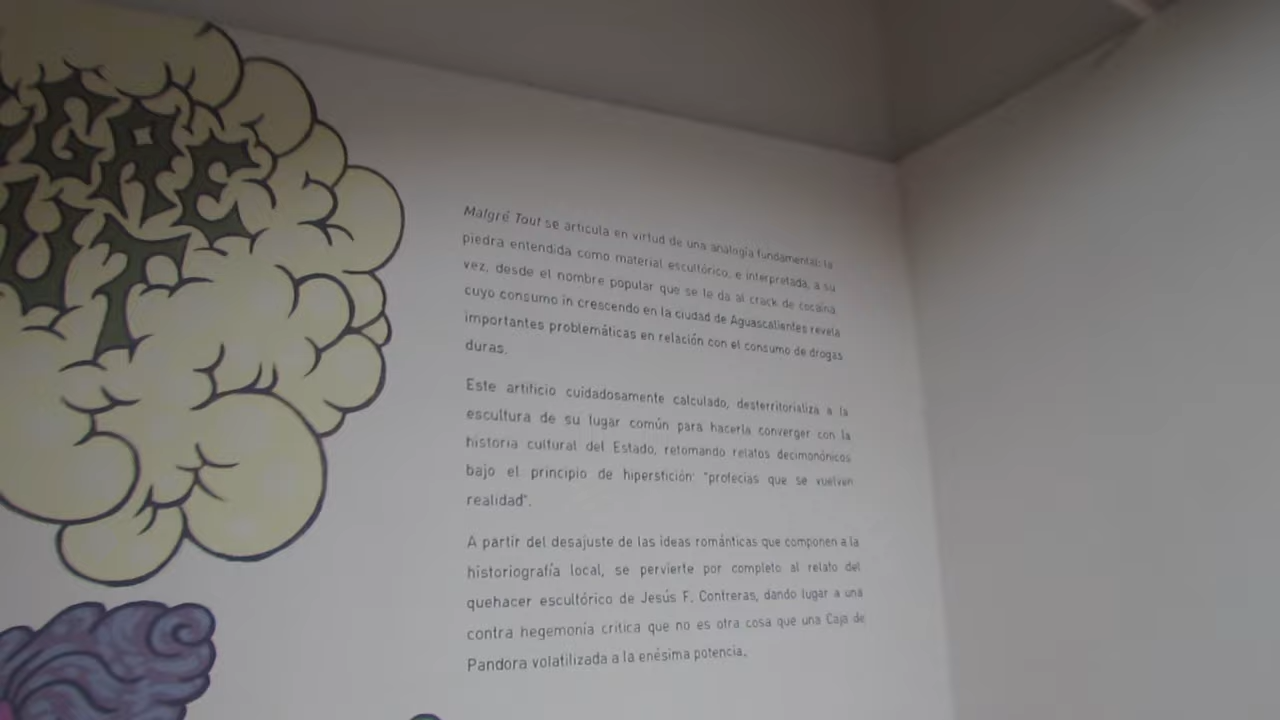 GRE
UT
Malgré Tout se articula en virtud de una analogía fundamental: la
piedra entendida como material escultórico, e interpretada, a su
vez, desde el nombre popular que se le da al crack de cocaína
cuyo consumo in crescendo en la ciudad de Aguascalientes revela
importantes problemáticas en relación con el consumo de drogas
duras.
Este artificio cuidadosamente calculado, desterritorializa a la
escultura de su lugar común para hacerla converger con la
historia cultural del Estado, retomando relatos decimonónicos
bajo el principio de hiperstición: "profecías que se vuelven
realidad".
A partir del desajuste de las ideas románticas que componen a la
historiografía local, se pervierte por completo al relato del
quehacer escultórico de Jesús F. Contreras, dando lugar a una
contra hegemonía crítica que no es otra cosa que una Caja de
Pandora volatilizada a la enésima potencia.